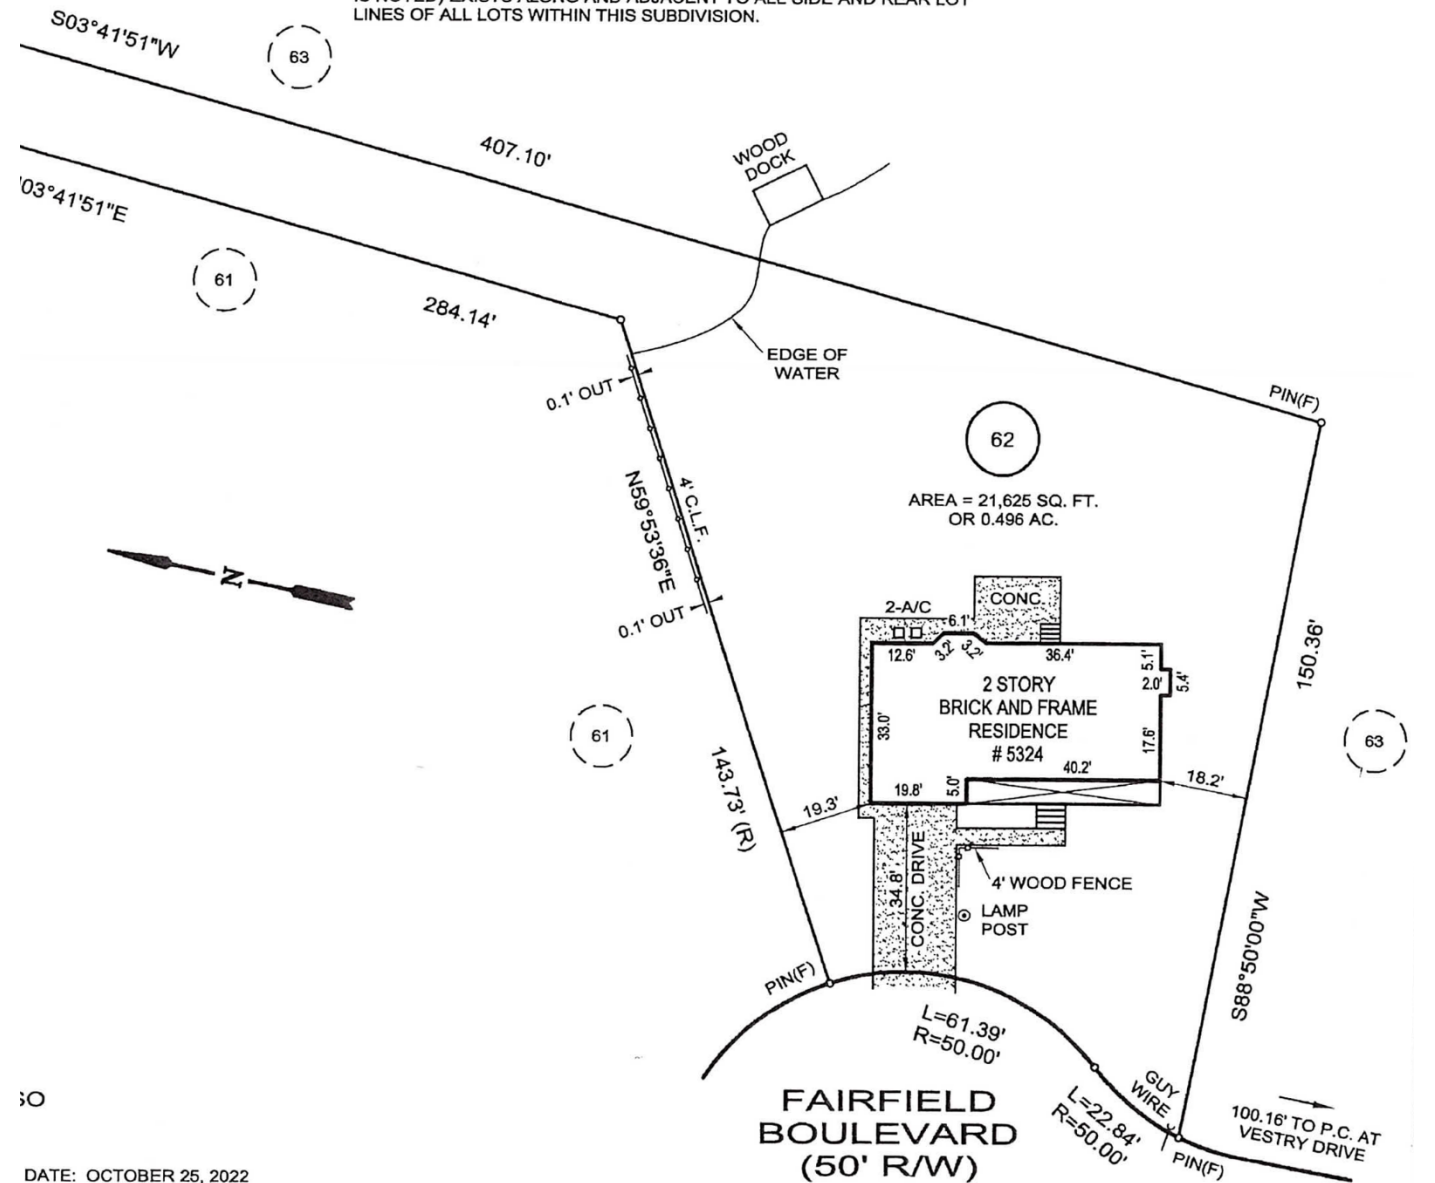 LINES OF ALL LOTS WITHIN THIS SUBDIVISION.
S03°41'51"W
63
407.10'
WOOD
DOCK
03°41'51"E
61
284.14'
EDGE OF
WATER
0.1' OUT
PIN(F)
62
AREA = 21,625 SQ. FT.
OR 0.496 AC.
4' C.L.F.
N59°53'36"E
N
0.1' OUT
2-A/C
CONC.
6.1'
12.6'
3.2'
3.2'
36.4'
5.1'
2.0'
5.4'
150.36'
2 STORY
BRICK AND FRAME
RESIDENCE
# 5324
33.0'
17.6'
61
63
40.2'
19.8'
5.0'
18.2'
19.3'
143.73' (R)
34.8'
CONC. DRIVE
4' WOOD FENCE
LAMP
POST
PIN(F)
S88°50'00"W
L=61.39'
R=50.00'
GUY
WIRE
L=22.84'
R=50.00'
100.16' TO P.C. AT
VESTRY DRIVE
PIN(F)
FAIRFIELD
BOULEVARD
(50' R/W)
SO
DATE: OCTOBER 25, 2022